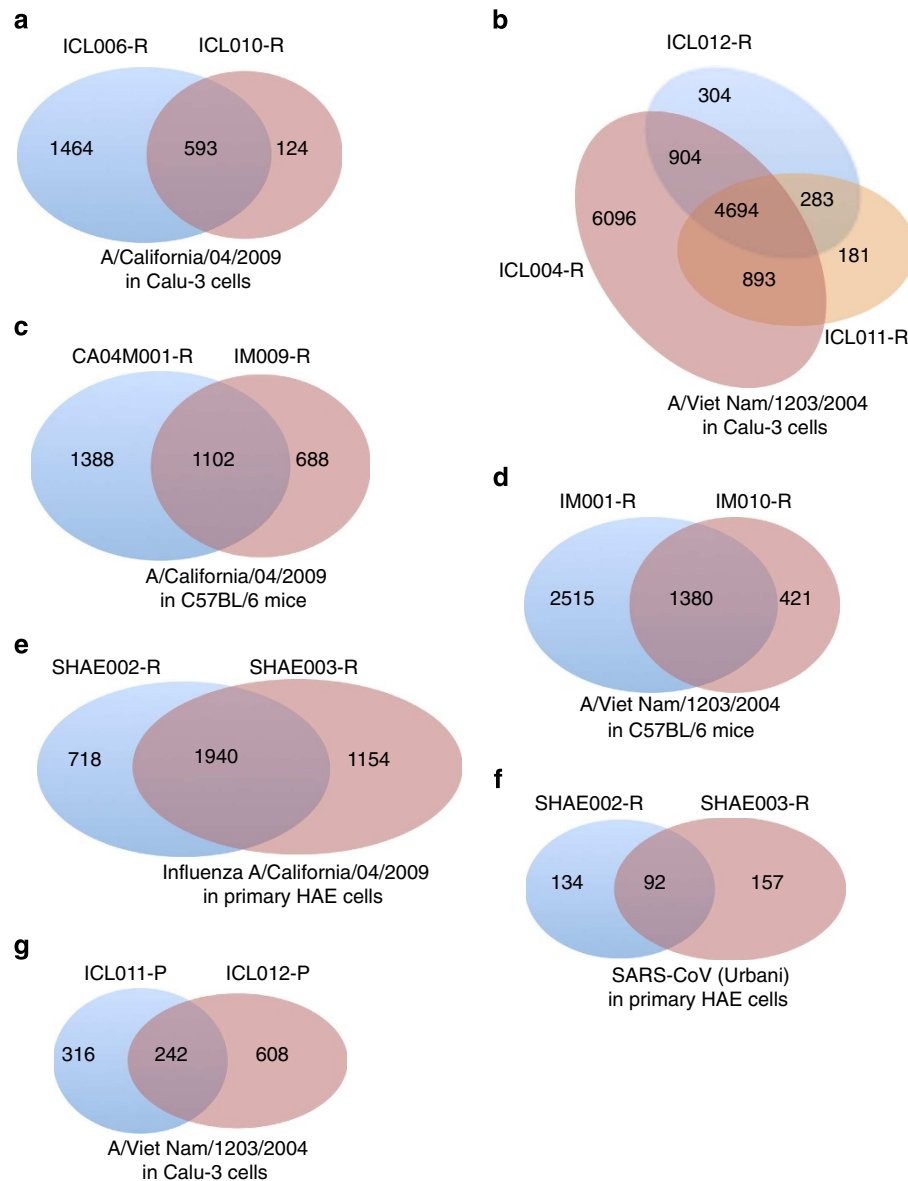 a
ICL006-R ICL010-R
1464 593 124
A/California/04/2009
in Calu-3 cells
b
ICL012-R
304
904
283
6096
4694
181
ICL004-R
893
ICL011-R
A/Viet Nam/1203/2004
in Calu-3 cells
c
CA04M001-R IM009-R
1388 1102 688
A/California/04/2009
in C57BL/6 mice
d
IM001-R IM010-R
2515 1380 421
A/Viet Nam/1203/2004
in C57BL/6 mice
e
SHAE002-R SHAE003-R
718 1940 1154
Influenza A/California/04/2009
in primary HAE cells
f
SHAE002-R SHAE003-R
134 92 157
SARS-CoV (Urbani)
in primary HAE cells
g
ICL011-P ICL012-P
316 242 608
A/Viet Nam/1203/2004
in Calu-3 cells